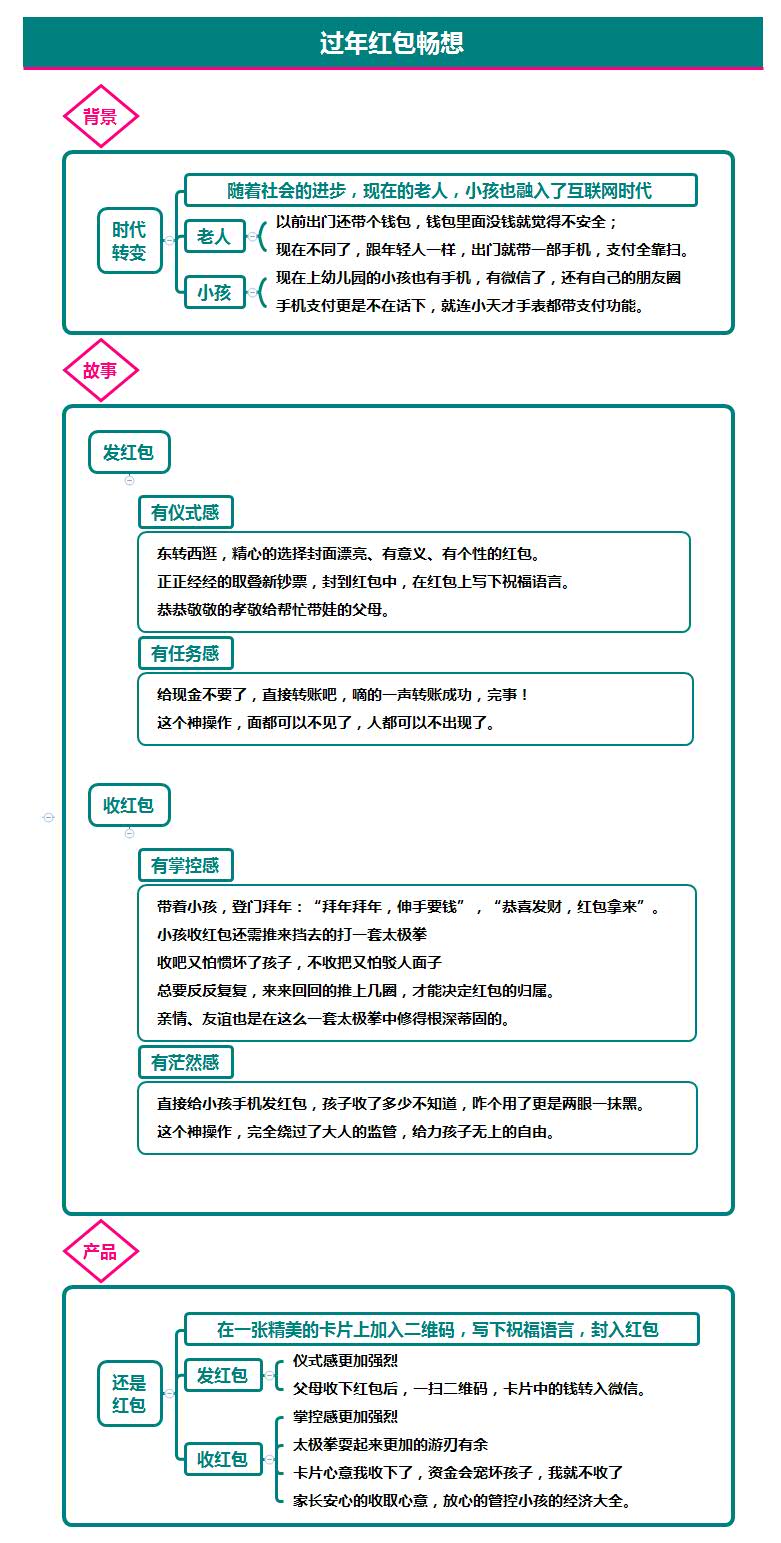 过年红包畅想
背景
时代
转变
随着社会的进步，现在的老人，小孩也融入了互联网时代
老人
以前出门还带个钱包，钱包里面没钱就觉得不安全；
现在不同了，跟年轻人一样，出门就带一部手机，支付全靠扫。
小孩
现在上幼儿园的小孩也有手机，有微信了，还有自己的朋友圈
手机支付更是不在话下，就连小天才手表都带支付功能。
故事
发红包
有仪式感
东转西逛，精心的选择封面漂亮、有意义、有个性的红包。
正正经经的取叠新钞票，封到红包中，在红包上写下祝福语言。
恭恭敬敬的孝敬给帮忙带娃的父母。
有任务感
给现金不要了，直接转账吧，嘀的一声转账成功，完事！
这个神操作，面都可以不见了，人都可以不出现了。
收红包
有掌控感
带着小孩，登门拜年：“拜年拜年，伸手要钱”，“恭喜发财，红包拿来”。
小孩收红包还需推来挡去的打一套太极拳
收吧又怕惯坏了孩子，不收把又怕驳人面子
总要反反复复，来来回回的推上几圈，才能决定红包的归属。
亲情、友谊也是在这么一套太极拳中修得根深蒂固的。
有茫然感
直接给小孩手机发红包，孩子收了多少不知道，咋个用了更是两眼一抹黑。
这个神操作，完全绕过了大人的监管，给力孩子无上的自由。
产品
还是
红包
在一张精美的卡片上加入二维码，写下祝福语言，封入红包
发红包
仪式感更加强烈
父母收下红包后，一扫二维码，卡片中的钱转入微信。
收红包
掌控感更加强烈
太极拳耍起来更加的游刃有余
卡片心意我收下了，资金会宠坏孩子，我就不收了
家长安心的收取心意，放心的管控小孩的经济大全。